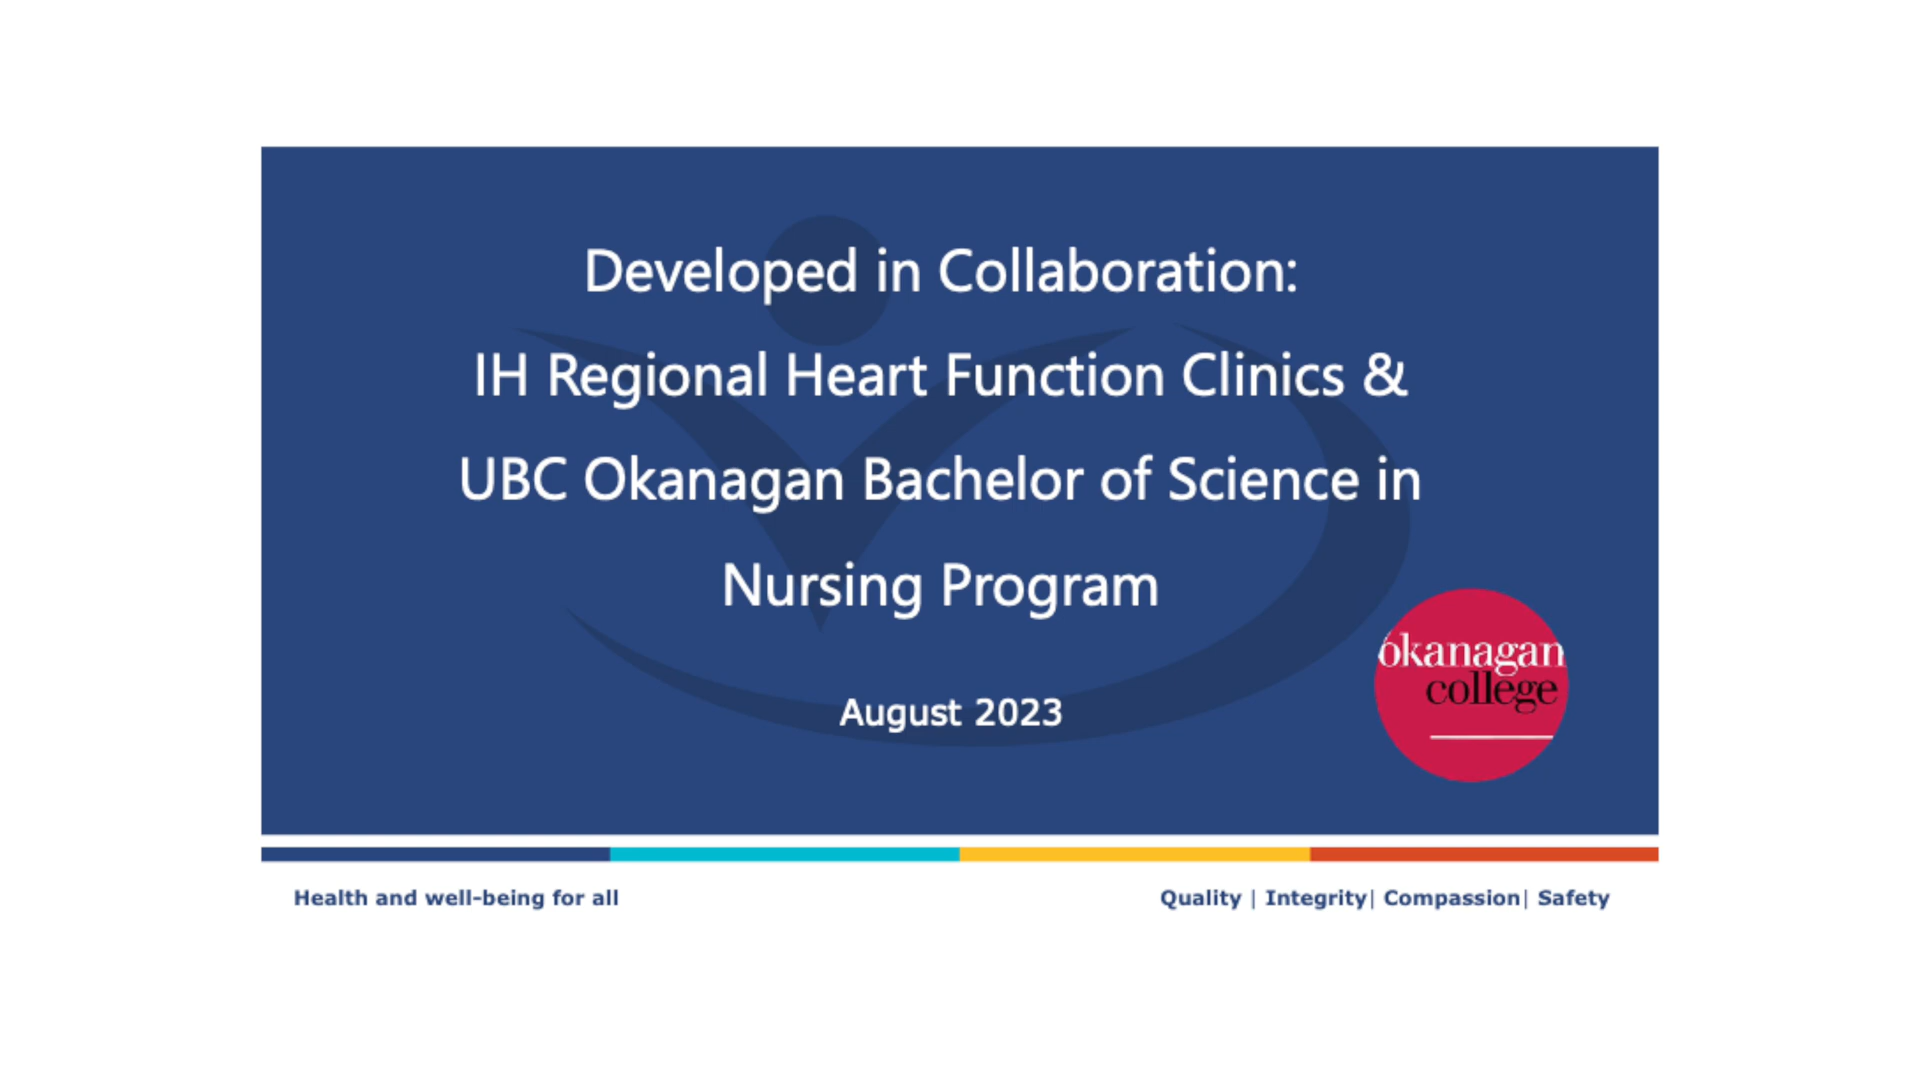 Developed in Collaboration:
IH Regional Heart Function Clinics &
UBC Okanagan Bachelor of Science in
Nursing Program
August 2023
okanagan
college
Health and well-being for all
Quality | Integrity| Compassion| Safety